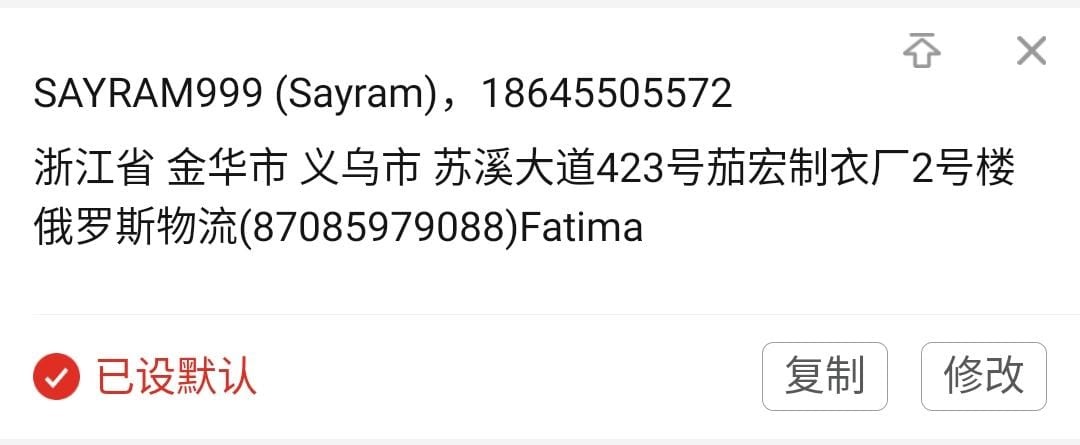 SAYRAM999 (Sayram)，18645505572
浙江省 金华市 义乌市 苏溪大道423号茄宏制衣厂2号楼
俄罗斯物流(87085979088)Fatima
已设默认
复制
修改